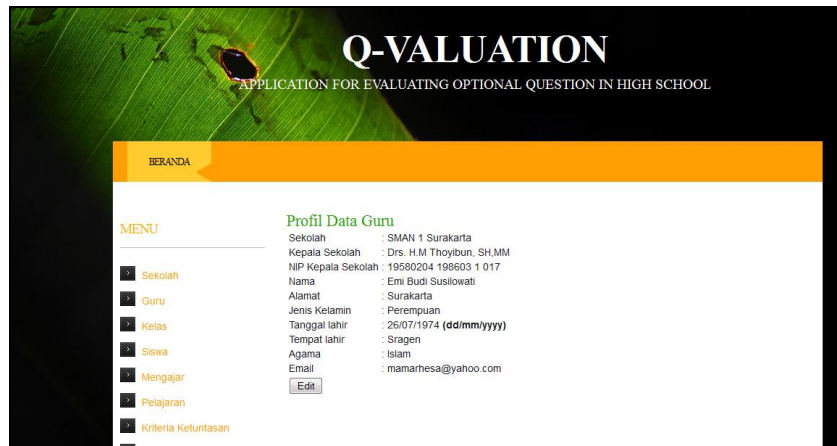 Q-VALUATION
APPLICATION FOR EVALUATING OPTIONAL QUESTION IN HIGH SCHOOL
BERANDA
MENU
Sekolah
Guru
Kelas
Siswa
Mengajar
Pelajaran
Kriteria Ketuntasan
Profil Data Guru
Sekolah : SMAN 1 Surakarta
Kepala Sekolah : Drs. H.M Thoyibun, SH,MM
NIP Kepala Sekolah : 19580204 198603 1 017
Nama : Emi Budi Susilowati
Alamat : Surakarta
Jenis Kelamin : Perempuan
Tanggal lahir : 26/07/1974 (dd/mm/yyyy)
Tempat lahir : Sragen
Agama : Islam
Email : mamarhesa@yahoo.com
Edit